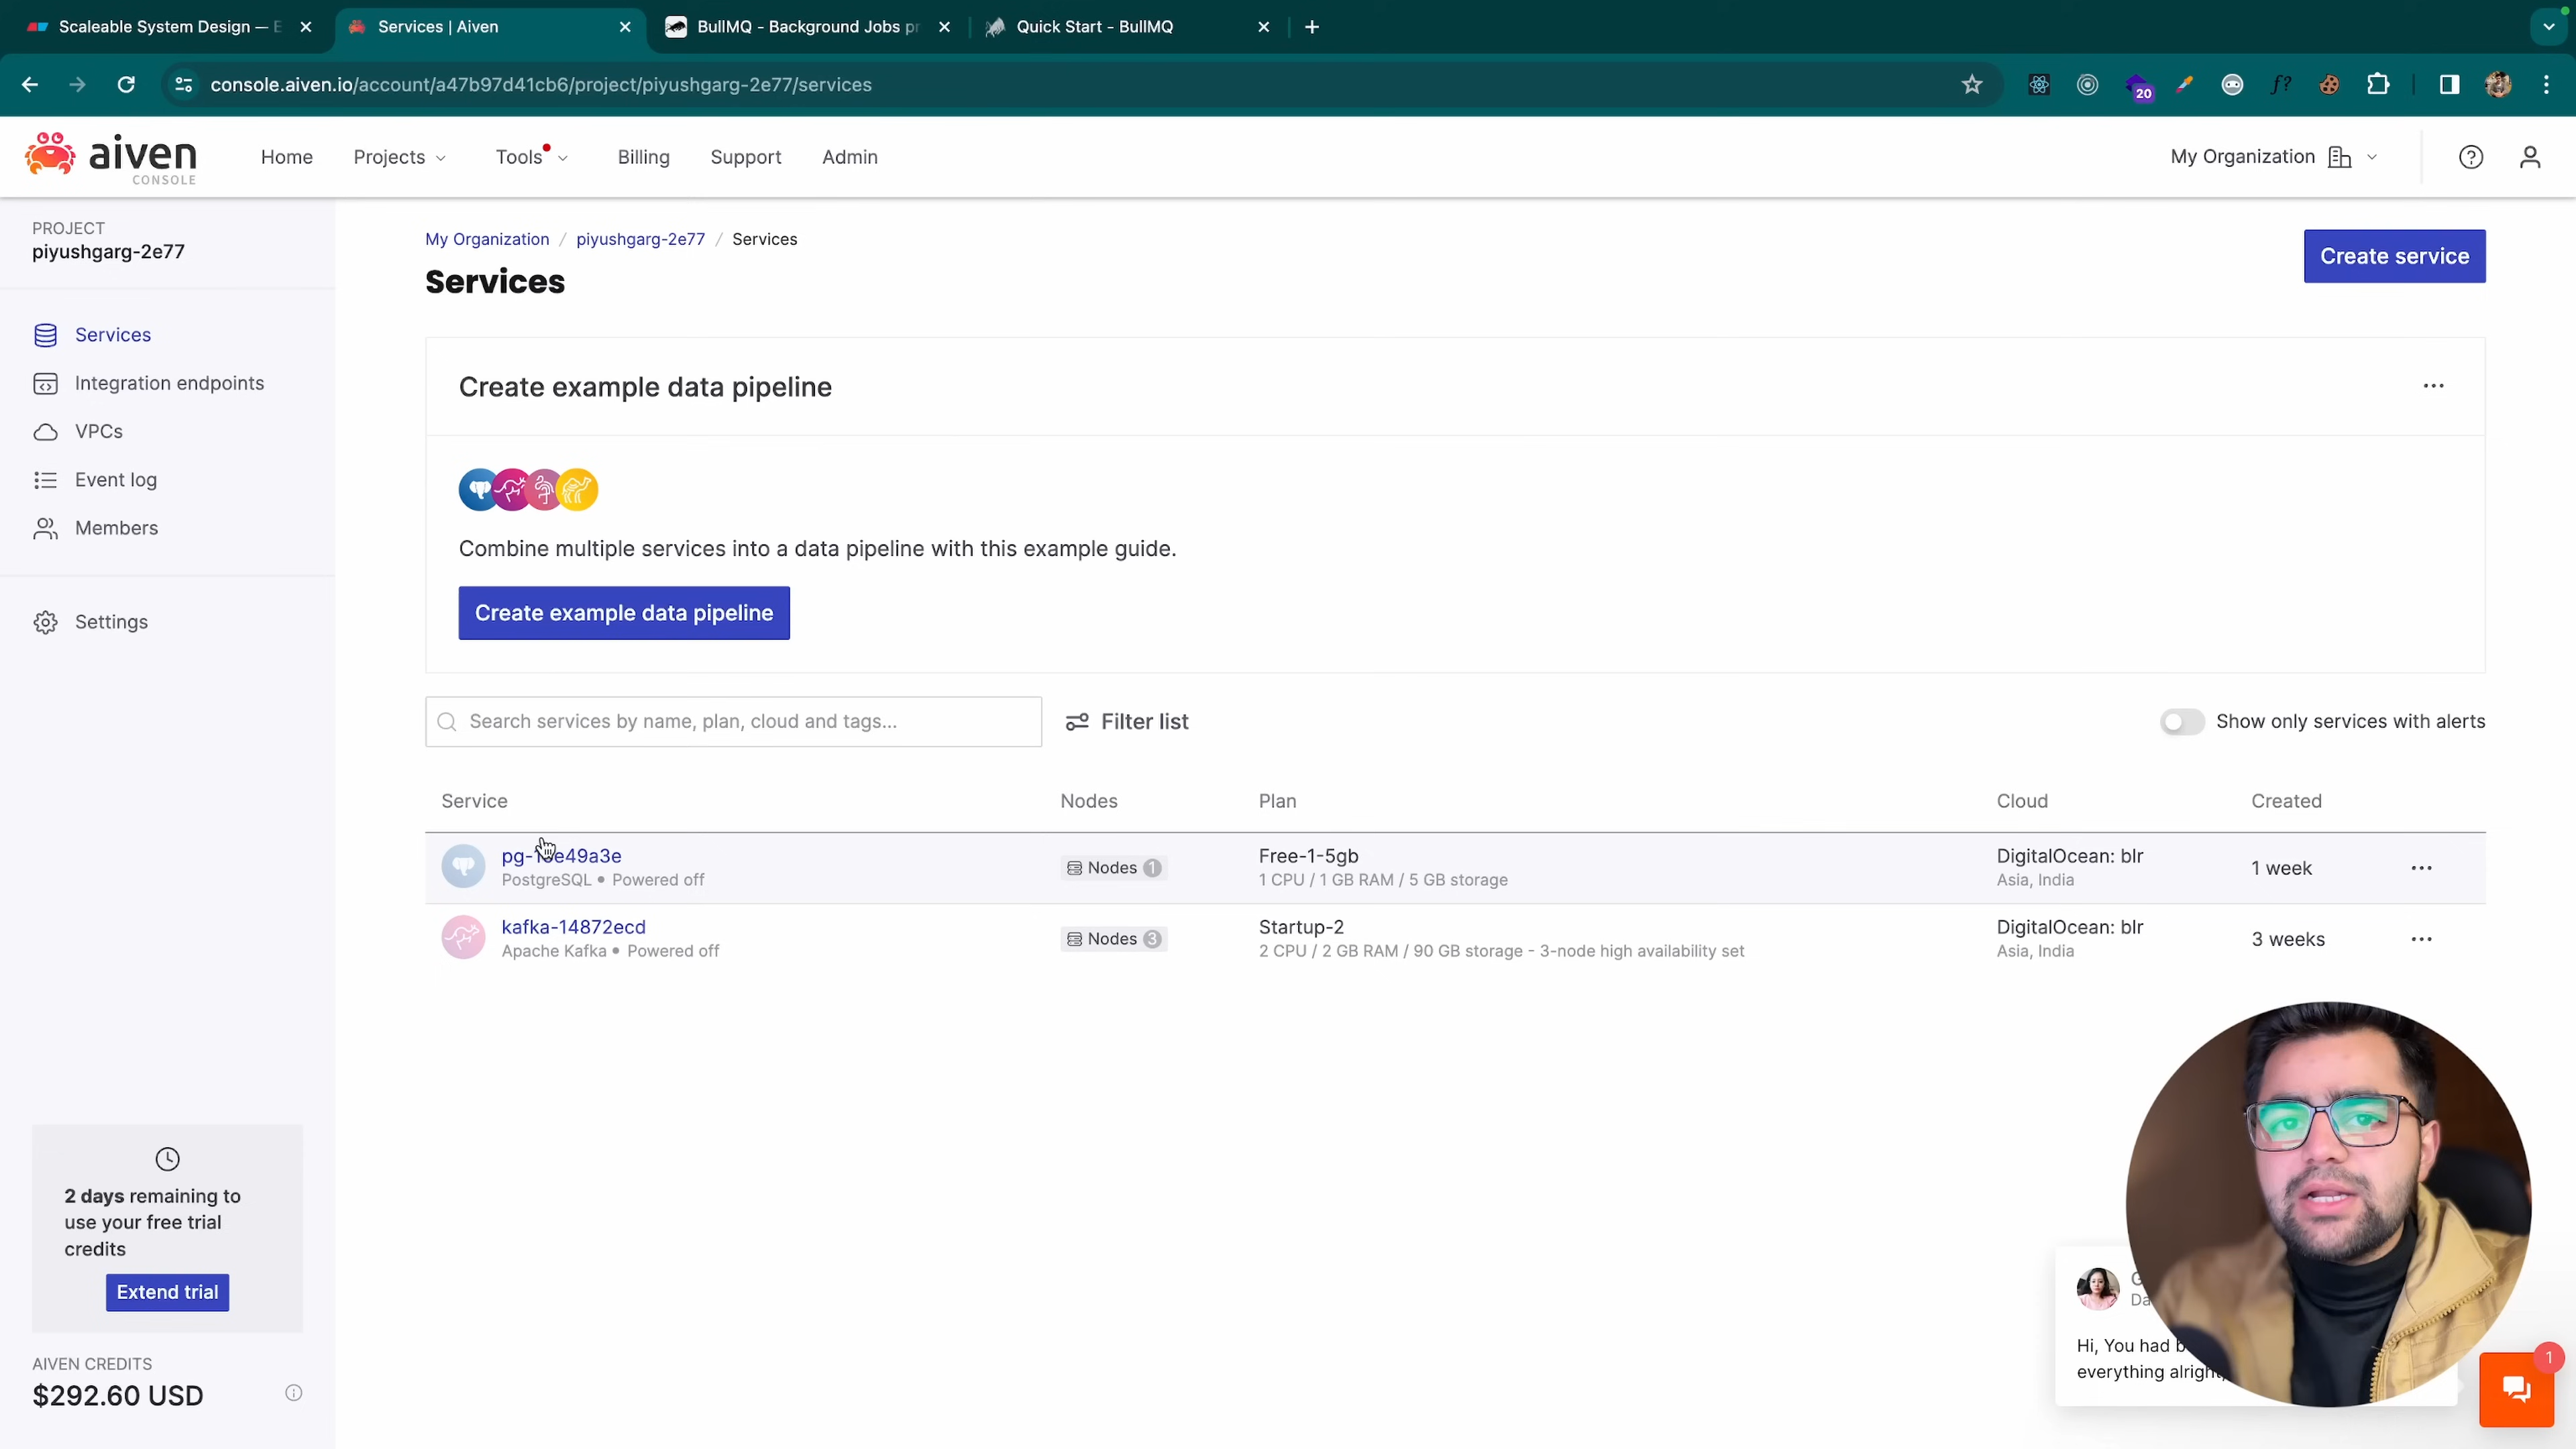 Scaleable System Design —
Services | Aiven
BullMQ - Background Jobs
Quick Start - BullMQ
console.aiven.io/account/a47b97d41cb6/project/piyushgarg-2e77/services
20
f?
aiven
CONSOLE
Home
Projects
Tools
Billing
Support
Admin
My Organization
PROJECT
piyushgarg-2e77
Services
Integration endpoints
VPCs
Event log
Members
Settings
2 days remaining to
use your free trial
credits
Extend trial
AIVEN CREDITS
$292.60 USD
My Organization / piyushgarg-2e77 / Services
Services
Create service
Create example data pipeline
Combine multiple services into a data pipeline with this example guide.
Create example data pipeline
Search services by name, plan, cloud and tags...
Filter list
Show only services with alerts
Service Nodes Plan Cloud Created
Nodes 1 Free-1-5gb DigitalOcean: blr 1 week
PostgreSQL • Powered off 1 CPU / 1 GB RAM / 5 GB storage Asia, India
kafka-14872ecd Nodes 3 Startup-2 DigitalOcean: blr 3 weeks
Apache Kafka • Powered off 2 CPU / 2 GB RAM / 90 GB storage - 3-node high availability set Asia, India
Hi, You had
everything alright
1